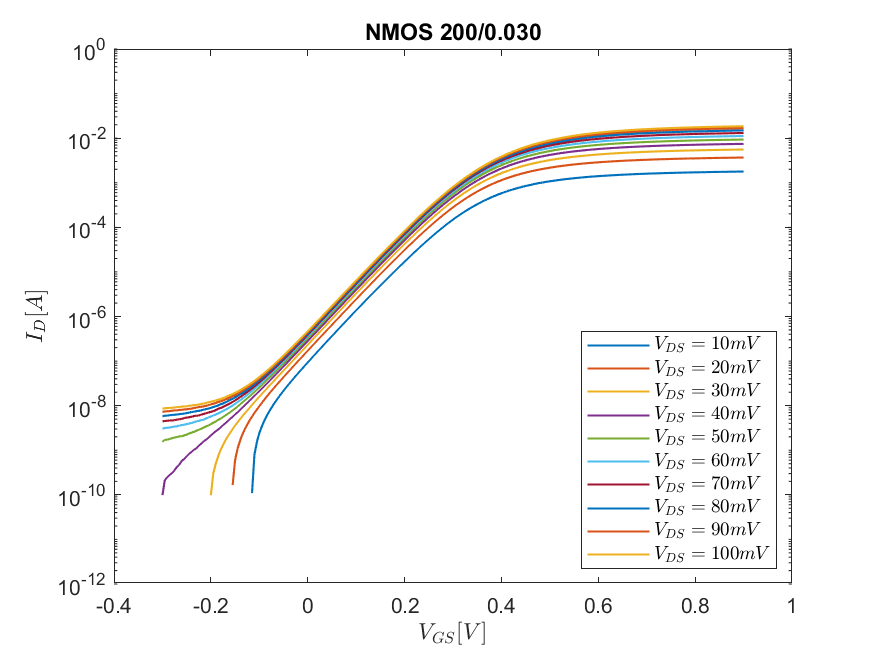 NMOS 200/0.030
10^0
10^-2
10^-4
10^-6
10^-8
10^-10
10^-12
I_D[A]
-0.4 -0.2 0 0.2 0.4 0.6 0.8 1
V_GS[V]
V_DS = 10mV
V_DS = 20mV
V_DS = 30mV
V_DS = 40mV
V_DS = 50mV
V_DS = 60mV
V_DS = 70mV
V_DS = 80mV
V_DS = 90mV
V_DS = 100mV